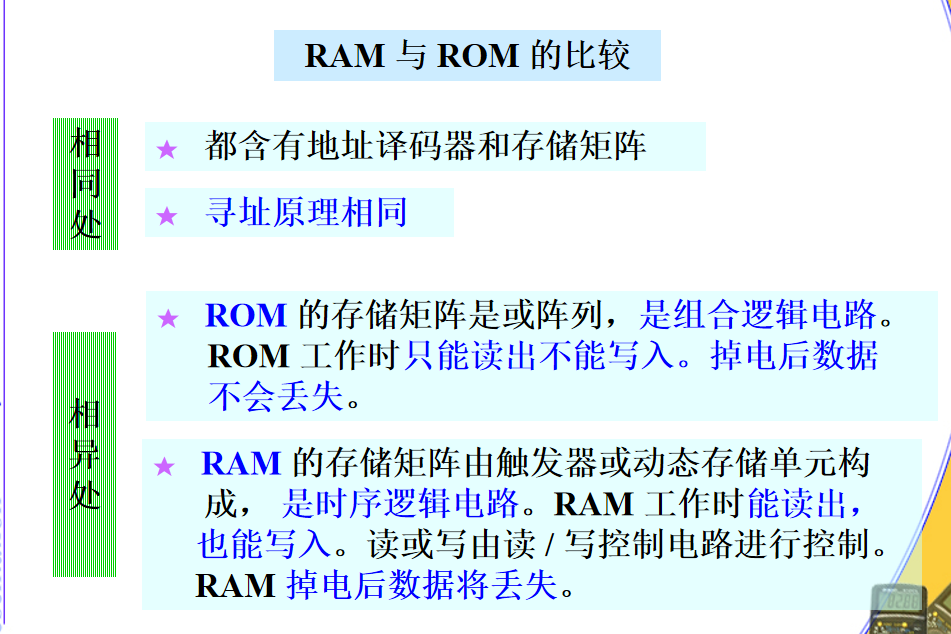 RAM 与 ROM 的比较
相同处
★ 都含有地址译码器和存储矩阵
★ 寻址原理相同
相异处
★ ROM 的存储矩阵是或阵列，是组合逻辑电路。
ROM 工作时只能读出不能写入。掉电后数据
不会丢失。
★ RAM 的存储矩阵由触发器或动态存储单元构
成， 是时序逻辑电路。RAM 工作时能读出，
也能写入。读或写由读 / 写控制电路进行控制。
RAM 掉电后数据将丢失。